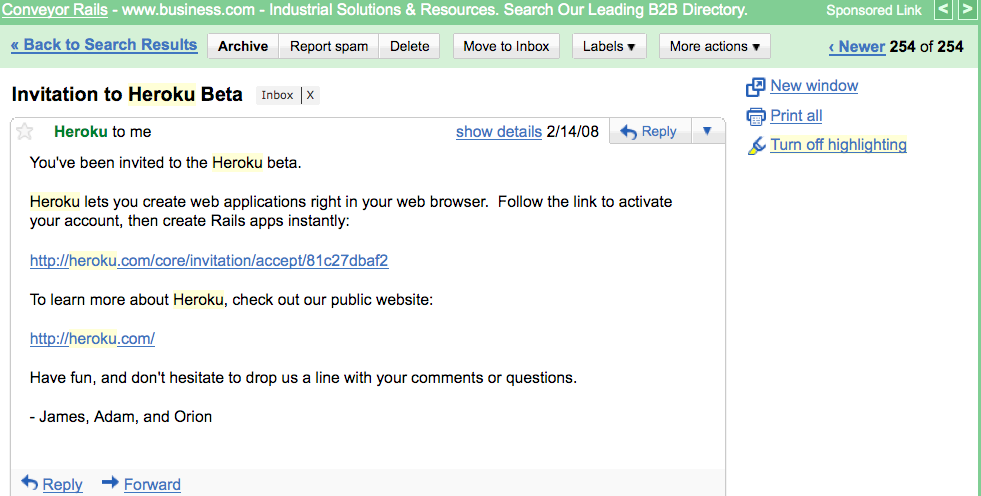 Conveyor Rails - www.business.com - Industrial Solutions & Resources. Search Our Leading B2B Directory. Sponsored Link < >
« Back to Search Results Archive Report spam Delete Move to Inbox Labels ▼ More actions ▼ ‹ Newer 254 of 254
Invitation to Heroku Beta Inbox X
New window
Print all
Turn off highlighting
Heroku to me show details 2/14/08 Reply ▼
You've been invited to the Heroku beta.
Heroku lets you create web applications right in your web browser.  Follow the link to activate
your account, then create Rails apps instantly:
http://heroku.com/core/invitation/accept/81c27dbaf2
To learn more about Heroku, check out our public website:
http://heroku.com/
Have fun, and don't hesitate to drop us a line with your comments or questions.
- James, Adam, and Orion
Reply Forward